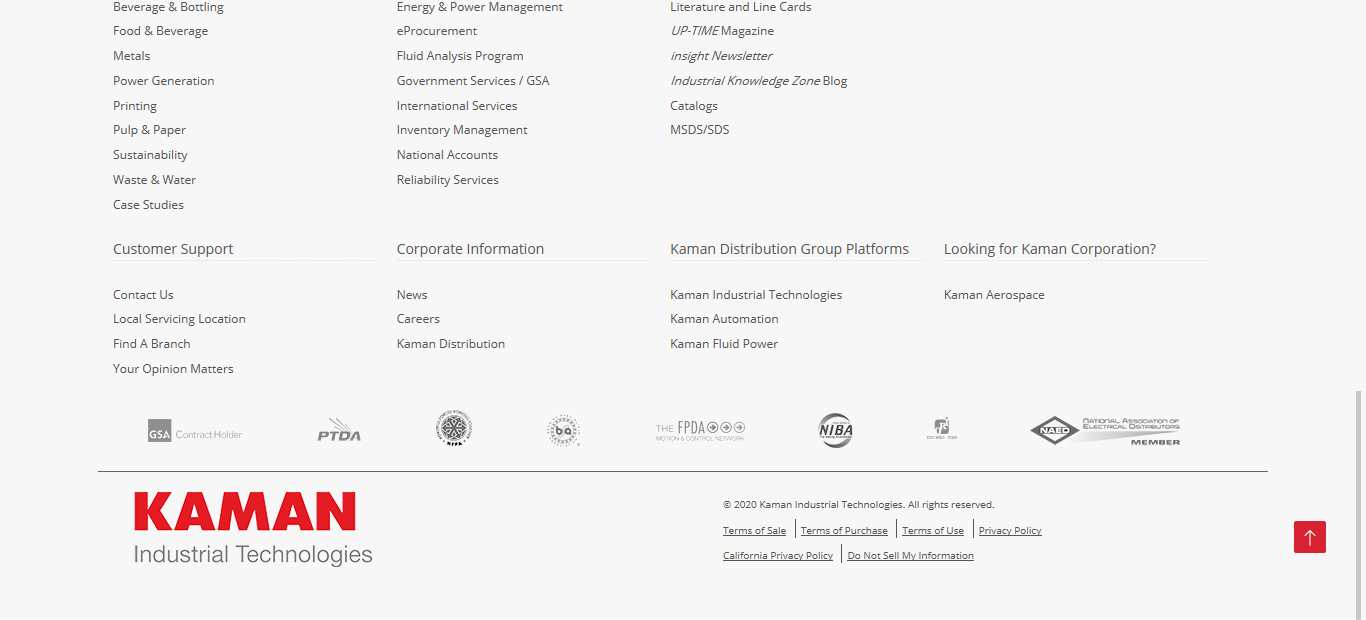 Beverage & Bottling
Food & Beverage
Metals
Power Generation
Printing
Pulp & Paper
Sustainability
Waste & Water
Case Studies
Energy & Power Management
eProcurement
Fluid Analysis Program
Government Services / GSA
International Services
Inventory Management
National Accounts
Reliability Services
Literature and Line Cards
UP-TIME Magazine
insight Newsletter
Industrial Knowledge Zone Blog
Catalogs
MSDS/SDS
Customer Support
Contact Us
Local Servicing Location
Find A Branch
Your Opinion Matters
Corporate Information
News
Careers
Kaman Distribution
Kaman Distribution Group Platforms
Kaman Industrial Technologies
Kaman Automation
Kaman Fluid Power
Looking for Kaman Corporation?
Kaman Aerospace
GSA Contract Holder
PTDA
NFPA
ba
THE FPDA
MOTION & CONTROL NETWORK
NIBA
NAED
NATIONAL ASSOCIATION OF
ELECTRICAL DISTRIBUTORS
MEMBER
KAMAN
Industrial Technologies
© 2020 Kaman Industrial Technologies. All rights reserved.
Terms of Sale | Terms of Purchase | Terms of Use | Privacy Policy
California Privacy Policy | Do Not Sell My Information